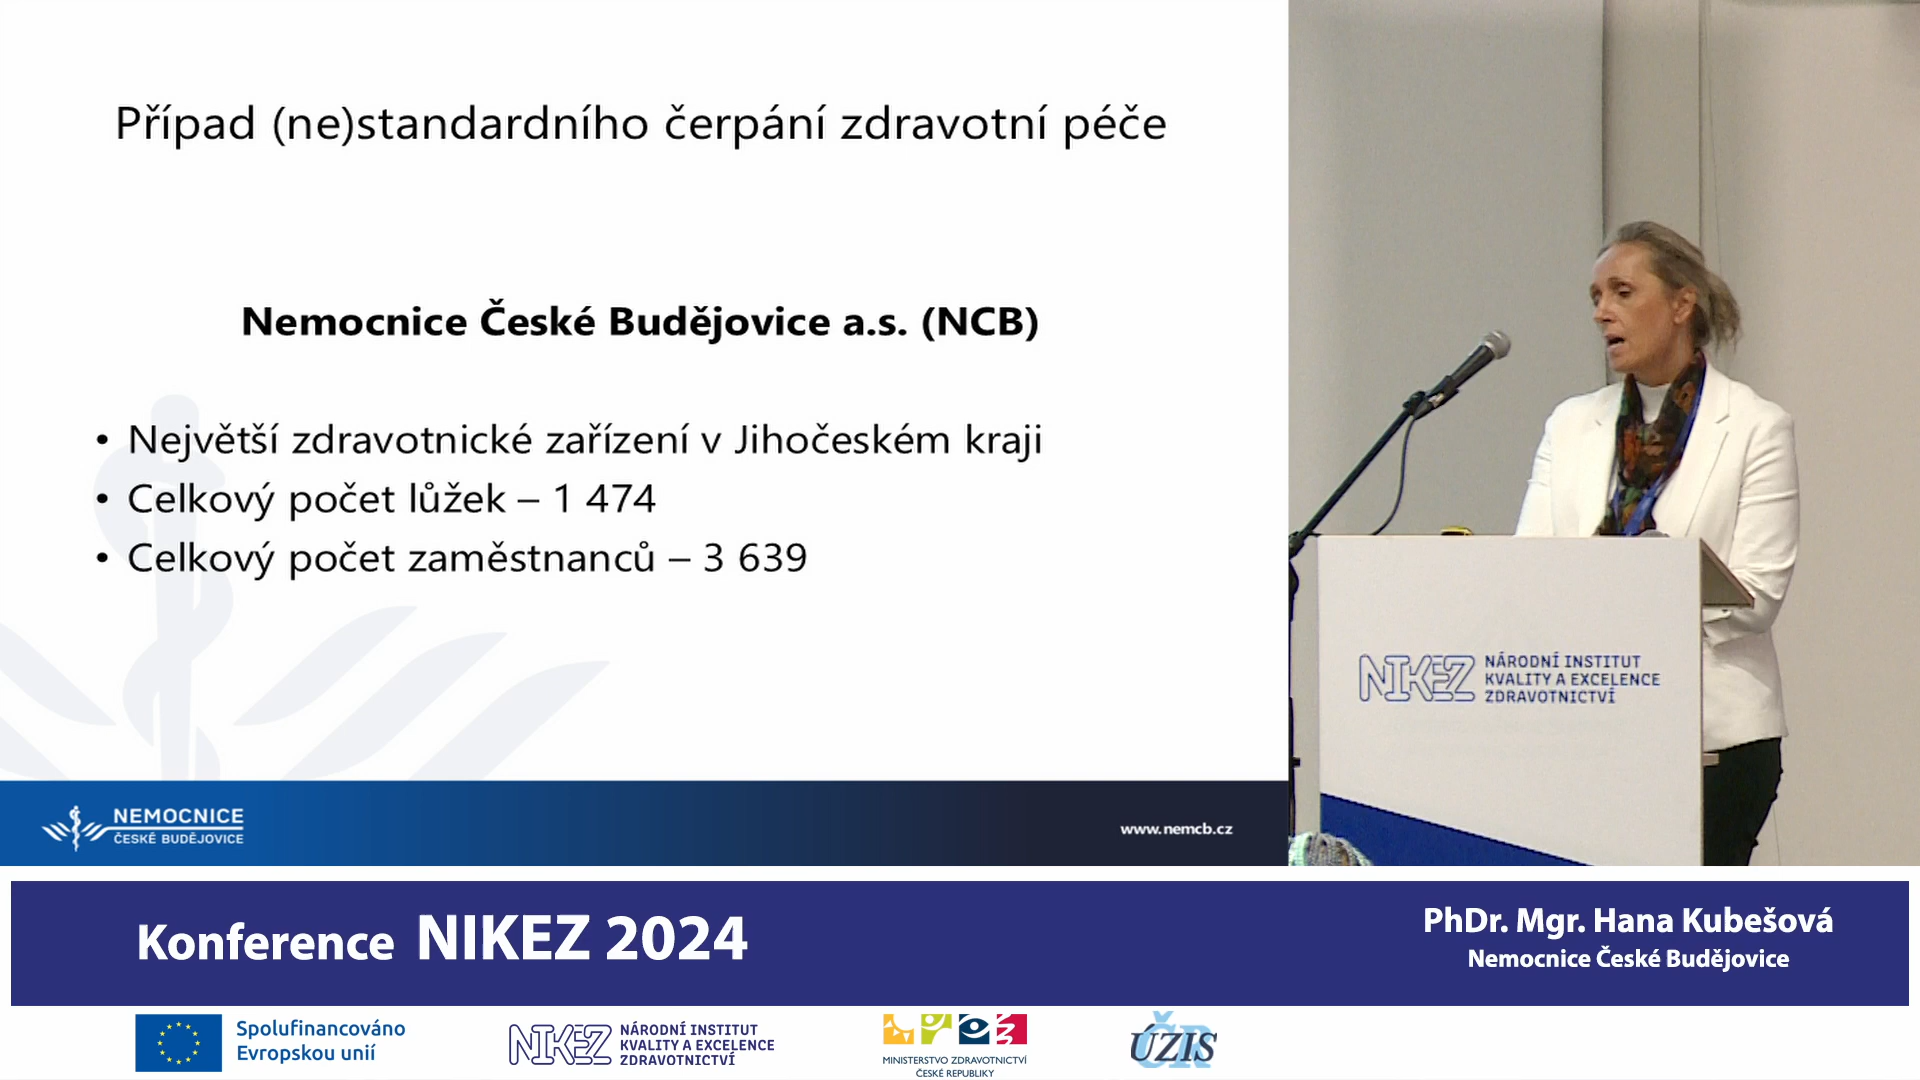 Případ (ne)standardního čerpání zdravotní péče
Nemocnice České Budějovice a.s. (NCB)
• Největší zdravotnické zařízení v Jihočeském kraji
• Celkový počet lůžek – 1 474
• Celkový počet zaměstnanců – 3 639
NEMOCNICE
ČESKÉ BUDĚJOVICE
www.nemcb.cz
NIKEZ
NÁRODNÍ INSTITUT
KVALITY A EXCELENCE
ZDRAVOTNICTVÍ
Konference NIKEZ 2024
PhDr. Mgr. Hana Kubešová
Nemocnice České Budějovice
Spolufinancováno
Evropskou unií
NIKEZ
NÁRODNÍ INSTITUT
KVALITY A EXCELENCE
ZDRAVOTNICTVÍ
MINISTERSTVO ZDRAVOTNICTVÍ
ČESKÉ REPUBLIKY
ÚZIS
ČR